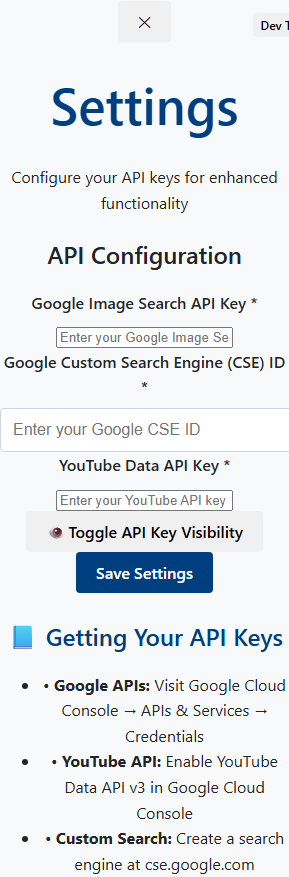 Dev T
Settings
Configure your API keys for enhanced
functionality
API Configuration
Google Image Search API Key *
Enter your Google Image Se
Google Custom Search Engine (CSE) ID
*
Enter your Google CSE ID
YouTube Data API Key *
Enter your YouTube API key
Toggle API Key Visibility
Save Settings
Getting Your API Keys
• • Google APIs: Visit Google Cloud
Console → APIs & Services →
Credentials
• • YouTube API: Enable YouTube
Data API v3 in Google Cloud
Console
• • Custom Search: Create a search
engine at cse.google.com